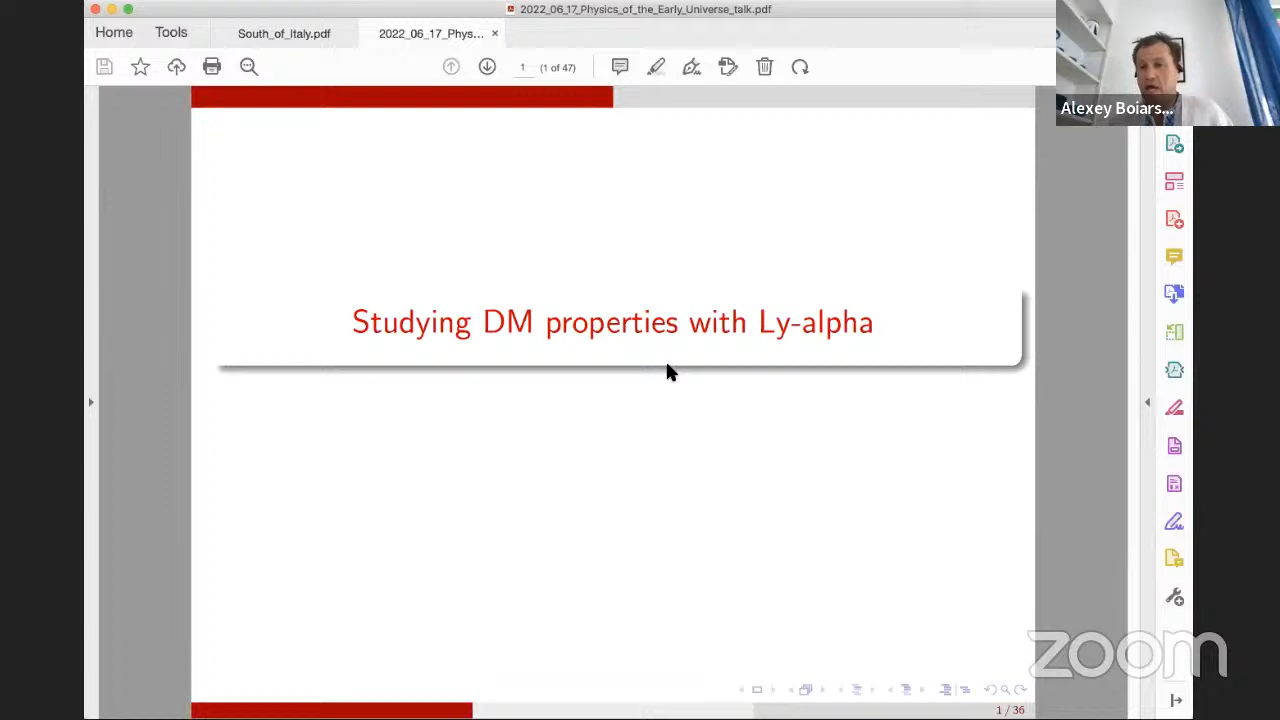 2022_06_17_Physics_of_the_Early_Universe_talk.pdf
Home Tools South_of_Italy.pdf 2022_06_17_Phys... ×
1 (1 of 47)
Alexey Boiars...
Studying DM properties with Ly-alpha
zoom
1 / 36